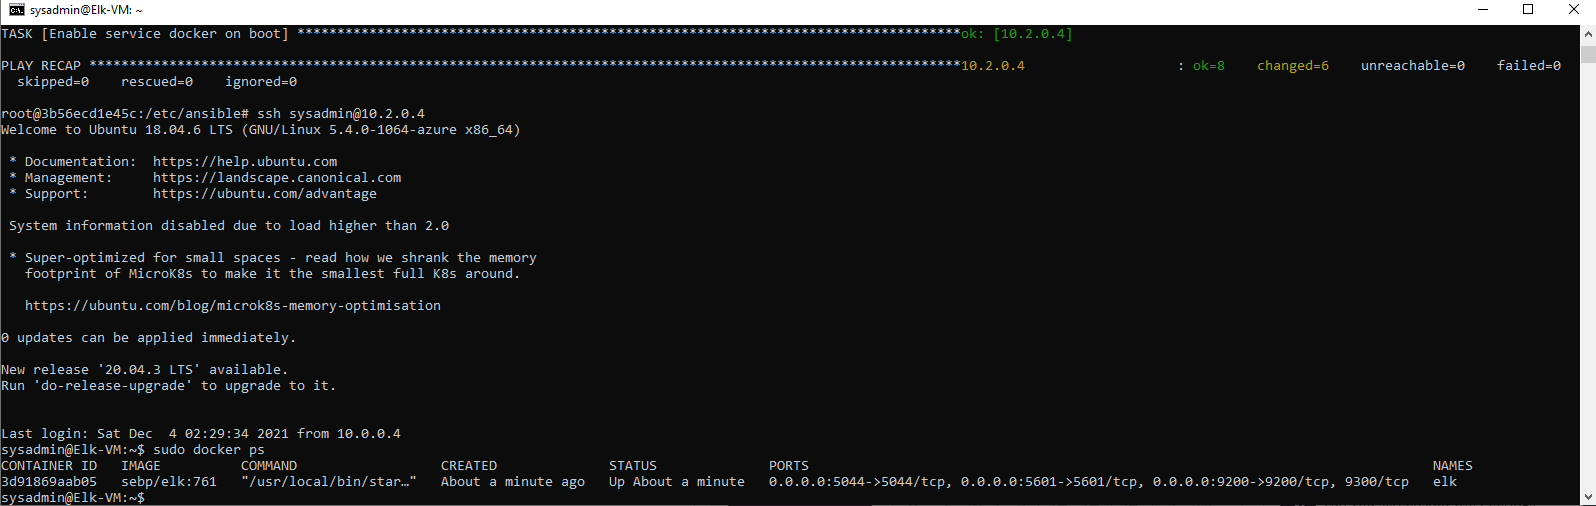 sysadmin@Elk-VM: ~
TASK [Enable service docker on boot] ***********************************************************************************ok: [10.2.0.4]
PLAY RECAP *************************************************************************************************************10.2.0.4                   : ok=8    changed=6    unreachable=0    failed=0
  skipped=0    rescued=0    ignored=0
root@3b56ecd1e45c:/etc/ansible# ssh sysadmin@10.2.0.4
Welcome to Ubuntu 18.04.6 LTS (GNU/Linux 5.4.0-1064-azure x86_64)
 * Documentation:  https://help.ubuntu.com
 * Management:     https://landscape.canonical.com
 * Support:        https://ubuntu.com/advantage
 System information disabled due to load higher than 2.0
 * Super-optimized for small spaces - read how we shrank the memory
   footprint of MicroK8s to make it the smallest full K8s around.
   https://ubuntu.com/blog/microk8s-memory-optimisation
0 updates can be applied immediately.
New release '20.04.3 LTS' available.
Run 'do-release-upgrade' to upgrade to it.
Last login: Sat Dec  4 02:29:34 2021 from 10.0.0.4
sysadmin@Elk-VM:~$ sudo docker ps
CONTAINER ID   IMAGE          COMMAND                  CREATED              STATUS              PORTS                                                                              NAMES
3d91869aab05   sebp/elk:761   "/usr/local/bin/star…"   About a minute ago   Up About a minute   0.0.0.0:5044->5044/tcp, 0.0.0.0:5601->5601/tcp, 0.0.0.0:9200->9200/tcp, 9300/tcp   elk
sysadmin@Elk-VM:~$